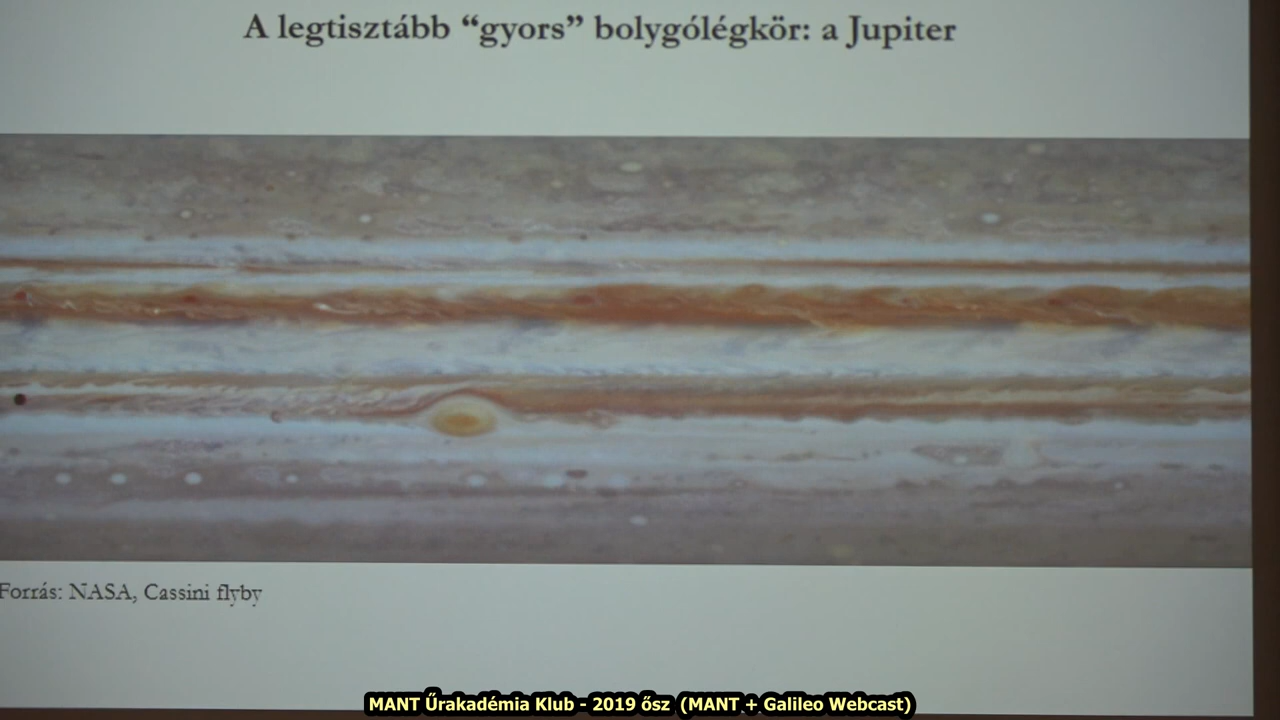 A legtisztább “gyors” bolygólégkör: a Jupiter
Forrás: NASA, Cassini flyby
MANT Űrakadémia Klub - 2019 ősz (MANT + Galileo Webcast)